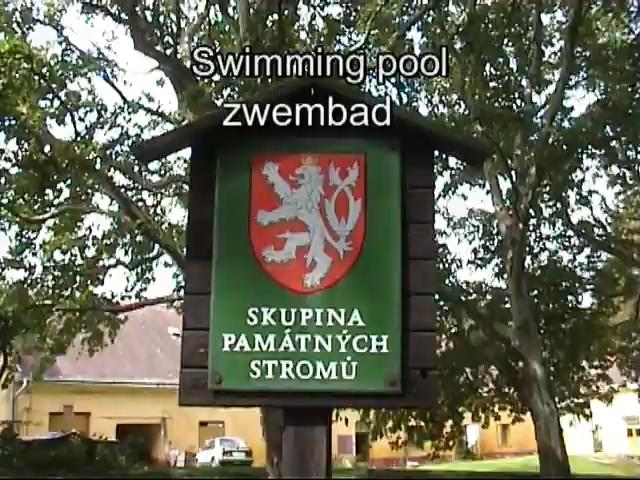 Swimming pool
zwembad
SKUPINA
PAMÁTNÝCH
STROMŮ